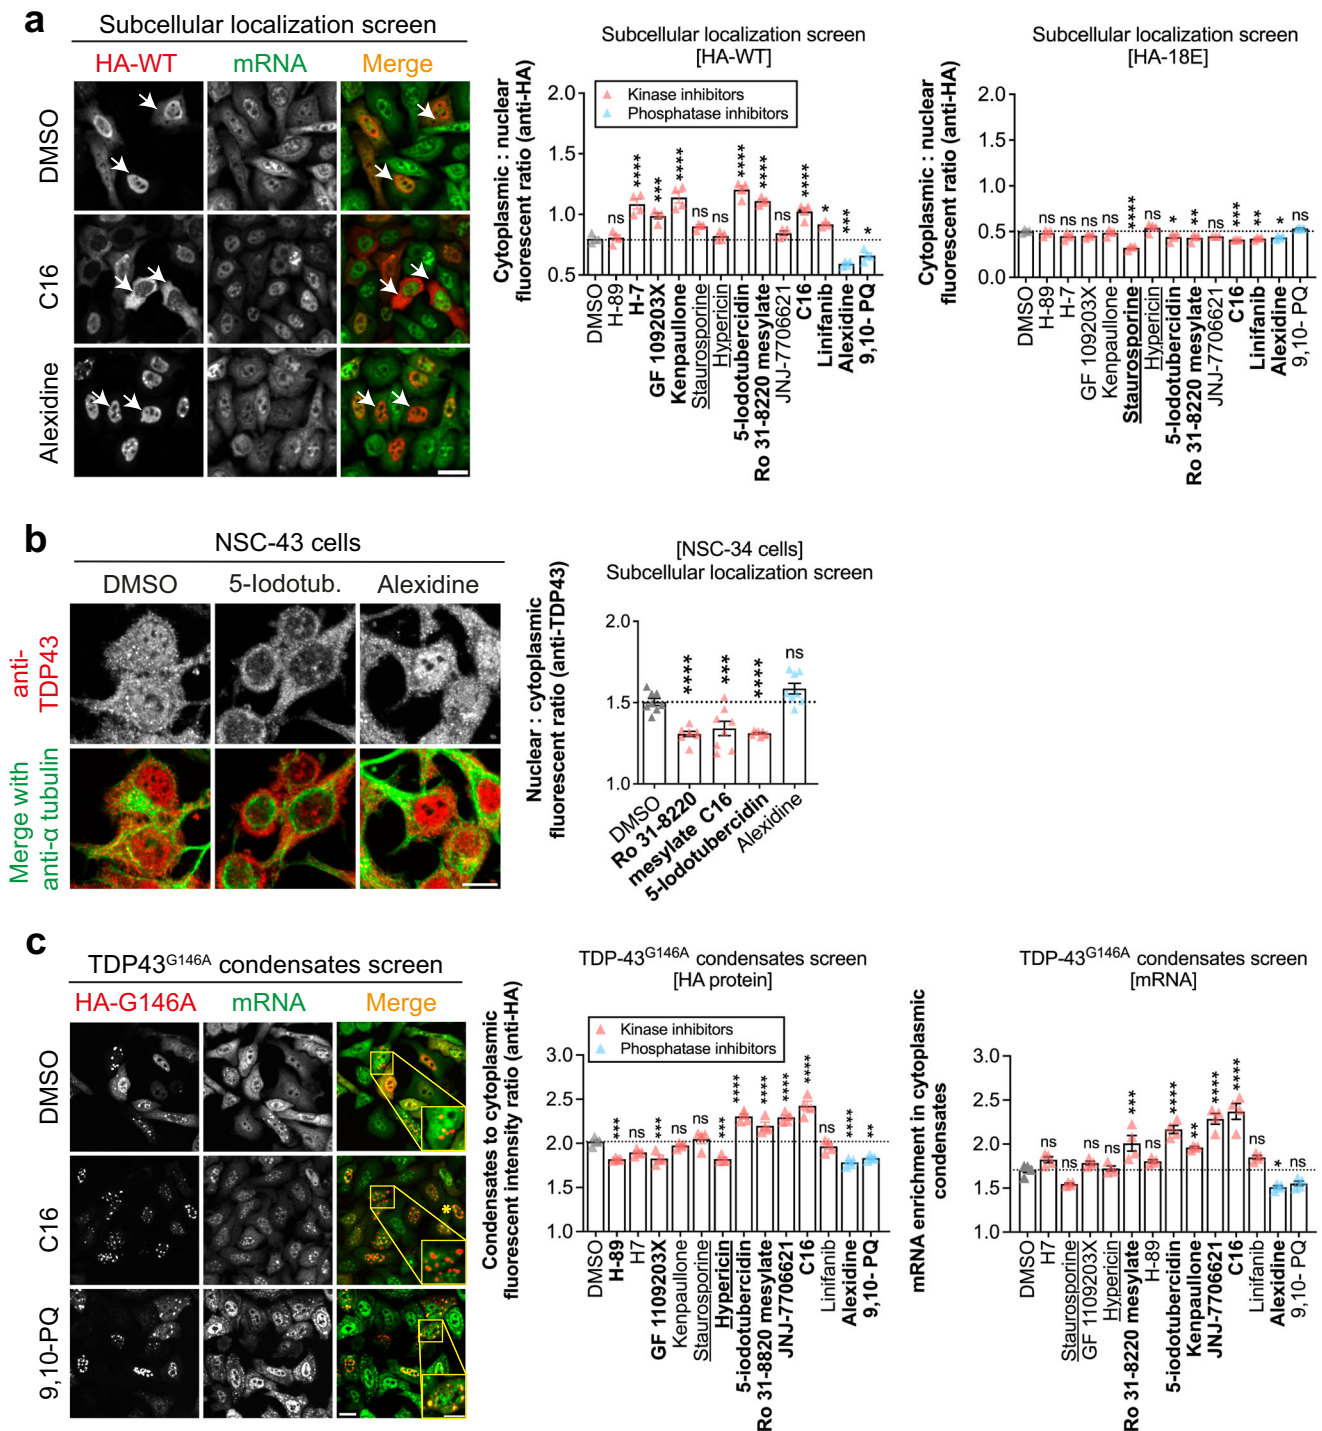 a
Subcellular localization screen
HA-WT
mRNA
Merge
DMSO
C16
Alexidine
Subcellular localization screen
[HA-WT]
Cytoplasmic : nuclear
fluorescent ratio (anti-HA)
2.0
1.5
1.0
0.5
Kinase inhibitors
Phosphatase inhibitors
ns
****
***
****
ns
ns
****
****
ns
****
*
***
*
DMSO
H-89
H-7
GF 109203X
Kenpaullone
Staurosporine
Hypericin
5-Iodotubercidin
Ro 31-8220 mesylate
JNJ-7706621
C16
Linifanib
Alexidine
9,10- PQ
Subcellular localization screen
[HA-18E]
Cytoplasmic : nuclear
fluorescent ratio (anti-HA)
2.0
1.5
1.0
0.5
0.0
ns
ns
ns
ns
****
ns
*
**
ns
***
**
*
ns
DMSO
H-89
H-7
GF 109203X
Kenpaullone
Staurosporine
Hypericin
5-Iodotubercidin
Ro 31-8220 mesylate
JNJ-7706621
C16
Linifanib
Alexidine
9,10- PQ
b
NSC-43 cells
DMSO
5-Iodotub.
Alexidine
anti-
TDP43
Merge with
anti-α tubulin
[NSC-34 cells]
Subcellular localization screen
Nuclear : cytoplasmic
fluorescent ratio (anti-TDP43)
2.0
1.5
1.0
****
***
****
ns
DMSO
Ro 31-8220
mesylate
C16
5-Iodotubercidin
Alexidine
c
TDP43G146A condensates screen
HA-G146A
mRNA
Merge
DMSO
C16
9,10-PQ
*
TDP-43G146A condensates screen
[HA protein]
Condensates to cytoplasmic
fluorescent intensity ratio (anti-HA)
Kinase inhibitors
Phosphatase inhibitors
3.0
2.5
2.0
1.5
1.0
***
ns
***
ns
ns
***
****
****
****
****
ns
****
**
DMSO
H-89
H7
GF 1109203X
Kenpaullone
Staurosporine
Hypericin
5-iodotubercidin
Ro 31-8820 mesylate
JNJ-7706621
C16
Linifanib
Alexidine
9,10- PQ
TDP-43G146A condensates screen
[mRNA]
mRNA enrichment in cytoplasmic
condensates
3.0
2.5
2.0
1.5
1.0
ns
ns
ns
ns
***
ns
****
**
****
****
ns
*
ns
DMSO
H7
Staurosporine
GF 1109203X
Hypericin
Ro 31-8220 mesylate
H-89
5-iodotubercidin
Kenpaullone
JNJ-7706621
C16
Linifanib
Alexidine
9,10- PQ